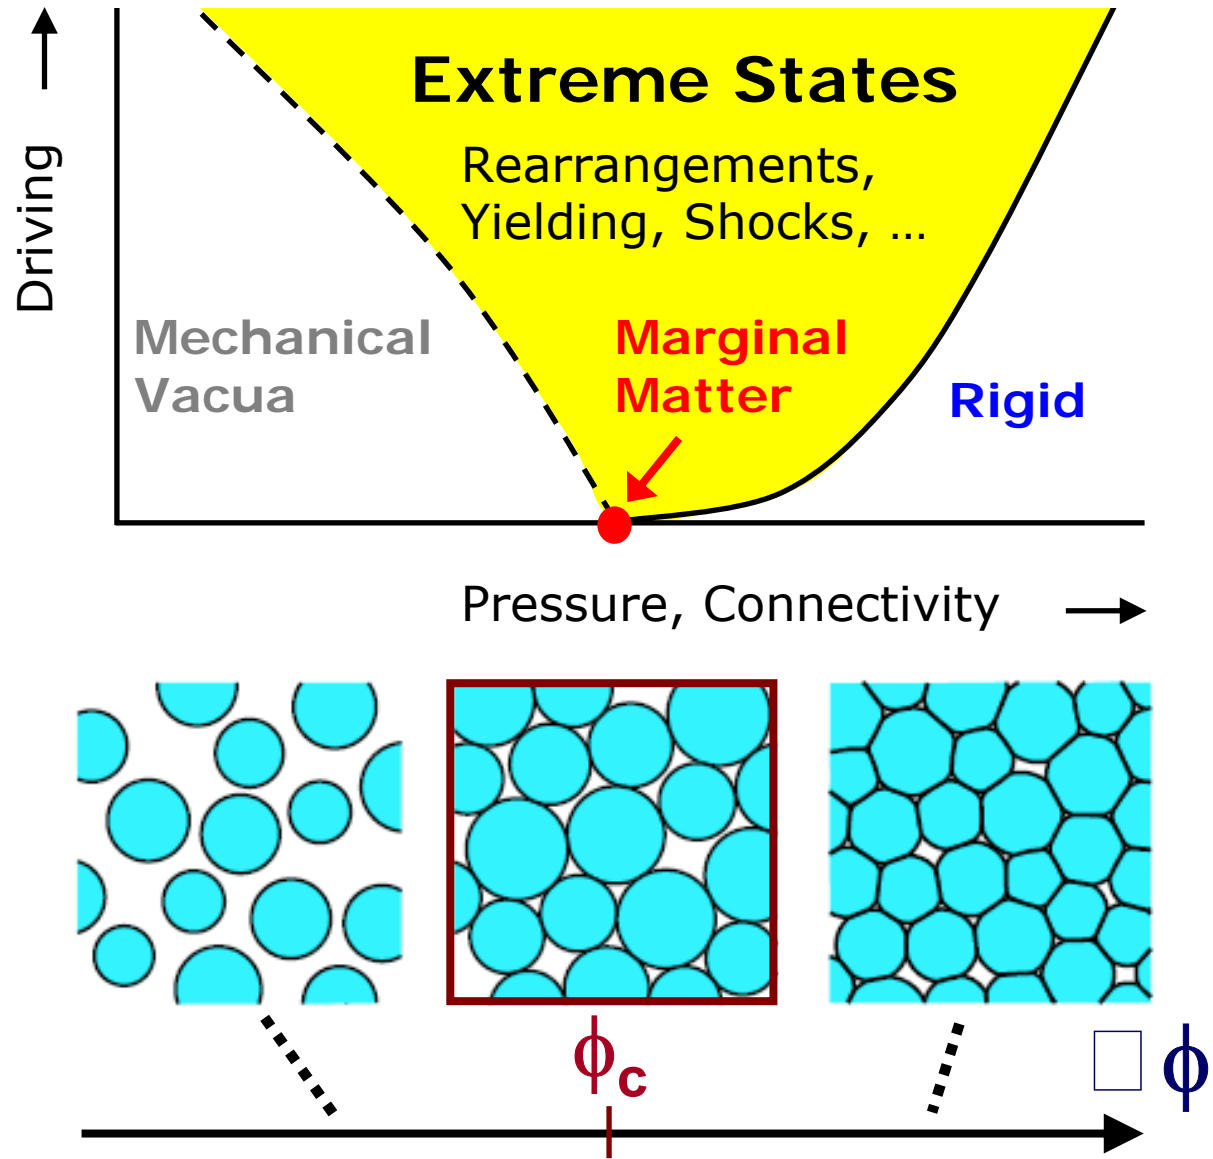 Extreme States
Rearrangements,
Yielding, Shocks, ...
Driving
Mechanical
Vacua
Marginal
Matter
Rigid
Pressure, Connectivity
ϕc
□ ϕ